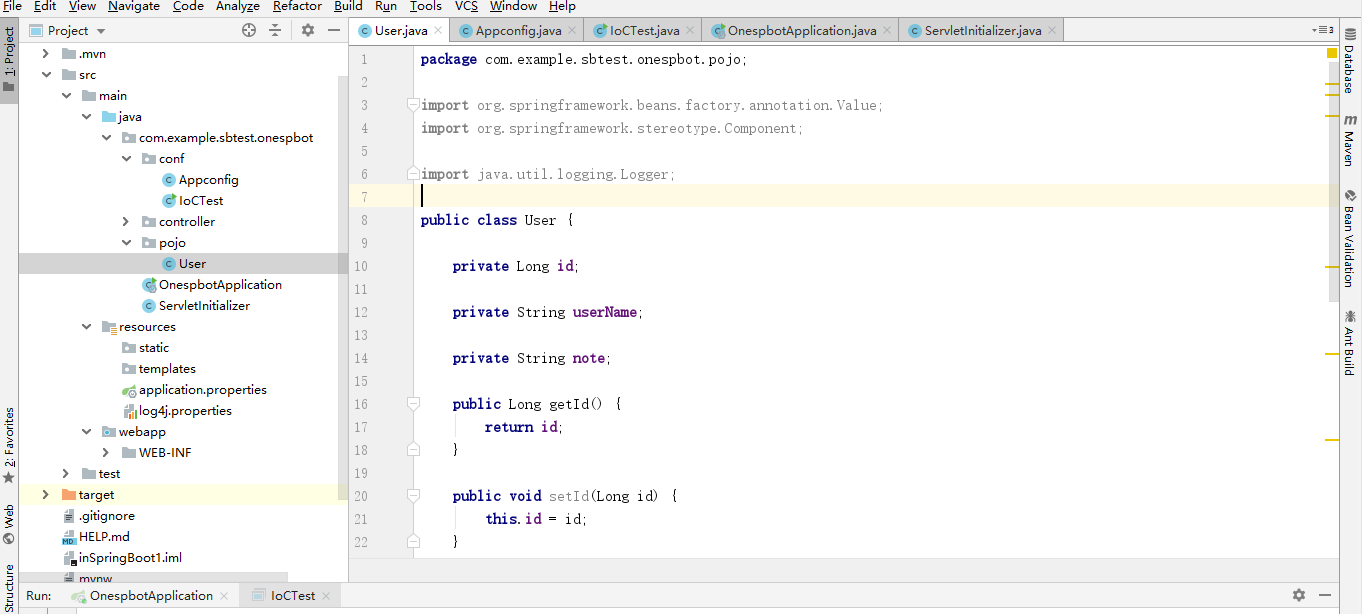 File Edit View Navigate Code Analyze Refactor Build Run Tools VCS Window Help
1: Project
2: Favorites
Web
Structure
Project
.mvn
src
main
java
com.example.sbtest.onespbot
conf
Appconfig
IoCTest
controller
pojo
User
OnespbotApplication
ServletInitializer
resources
static
templates
application.properties
log4j.properties
webapp
WEB-INF
test
target
.gitignore
HELP.md
inSpringBoot1.iml
mvnw
User.java Appconfig.java IoCTest.java OnespbotApplication.java ServletInitializer.java
1 package com.example.sbtest.onespbot.pojo;
2
3 import org.springframework.beans.factory.annotation.Value;
4 import org.springframework.stereotype.Component;
5
6 import java.util.logging.Logger;
7
8 public class User {
9
10 private Long id;
11
12 private String userName;
13
14 private String note;
15
16 public Long getId() {
17 return id;
18 }
19
20 public void setId(Long id) {
21 this.id = id;
22 }
Database
Maven
Bean Validation
Ant Build
Run: OnespbotApplication IoCTest